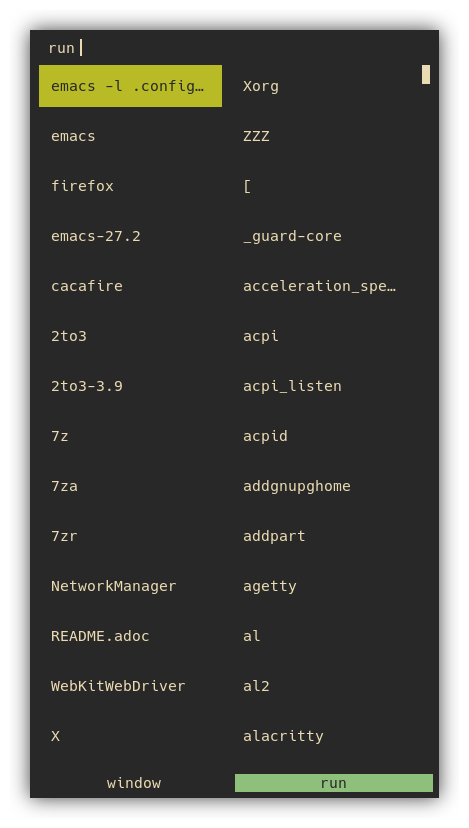 run
emacs -l .config…
emacs
firefox
emacs-27.2
cacafire
2to3
2to3-3.9
7z
7za
7zr
NetworkManager
README.adoc
WebKitWebDriver
X
Xorg
ZZZ
[
_guard-core
acceleration_spe…
acpi
acpi_listen
acpid
addgnupghome
addpart
agetty
al
al2
alacritty
window
run